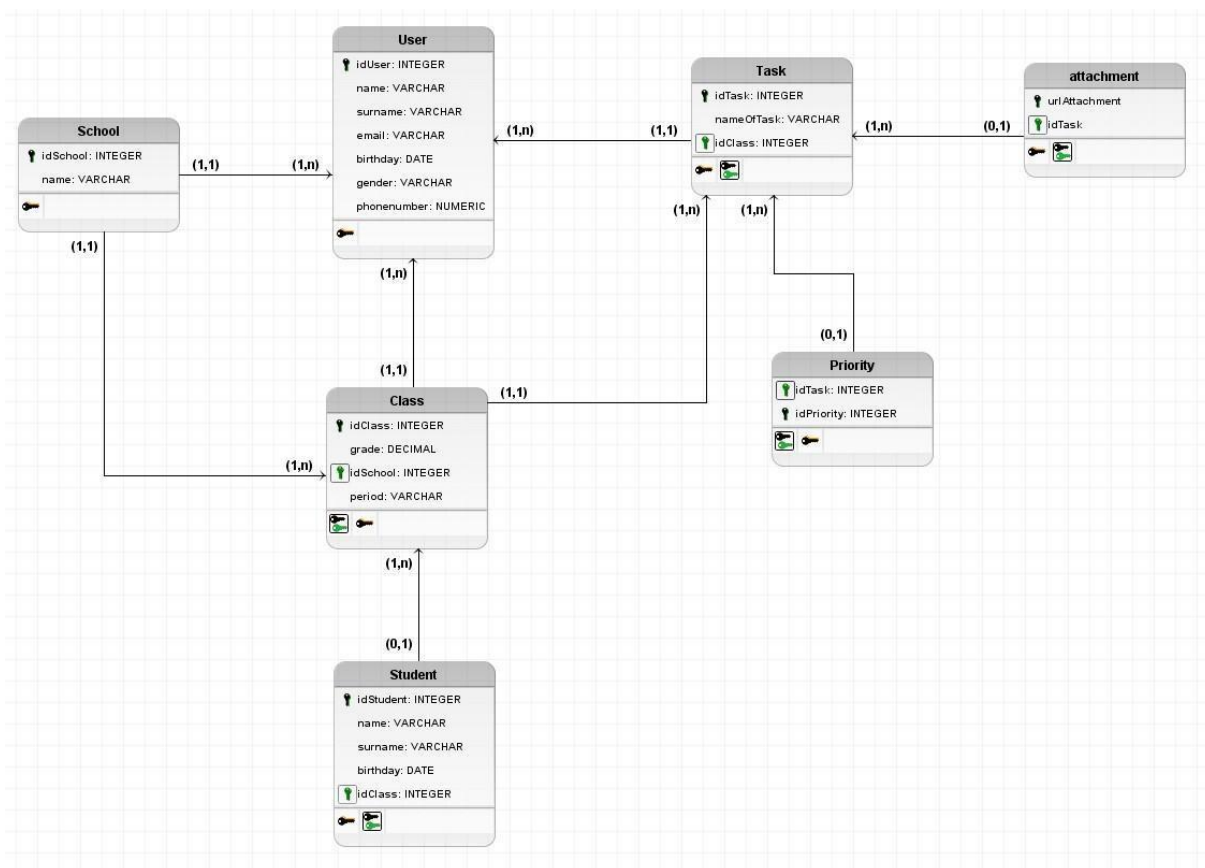 User
idUser: INTEGER
name: VARCHAR
surname: VARCHAR
email: VARCHAR
birthday: DATE
gender: VARCHAR
phonenumber: NUMERIC
(1,n)
School
idSchool: INTEGER
name: VARCHAR
(1,1)
(1,n)
(1,1)
Task
idTask: INTEGER
nameOfTask: VARCHAR
idClass: INTEGER
(1,n)
(1,1)
(1,n)
(1,n)
attachment
urlAttachment
idTask
(1,n)
(0,1)
(0,1)
Priority
idTask: INTEGER
idPriority: INTEGER
(1,1)
Class
idClass: INTEGER
grade: DECIMAL
idSchool: INTEGER
period: VARCHAR
(1,1)
(1,n)
(1,n)
(0,1)
Student
idStudent: INTEGER
name: VARCHAR
surname: VARCHAR
birthday: DATE
idClass: INTEGER